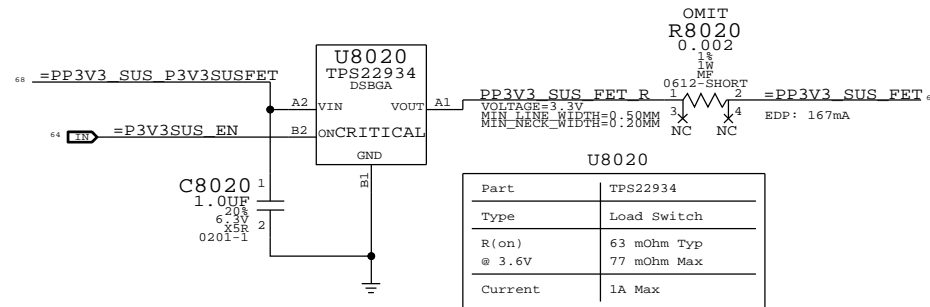 OMIT
R8020
0.002
1%
1W
MF
0612-SHORT
U8020
TPS22934
DSBGA
68 =PP3V3_SUS_P3V3SUSFET
A2 VIN
VOUT A1
PP3V3_SUS_FET_R
VOLTAGE=3.3V
MIN_LINE_WIDTH=0.50MM
MIN_NECK_WIDTH=0.20MM
1
2
3
4
NC
NC
=PP3V3_SUS_FET
EDP: 167mA
64 IN =P3V3SUS_EN
B2 ON
CRITICAL
GND
B1
C8020
1.0UF
20%
6.3V
X5R
0201-1
1
2
U8020
Part TPS22934
Type Load Switch
R(on) 63 mOhm Typ
@ 3.6V 77 mOhm Max
Current 1A Max